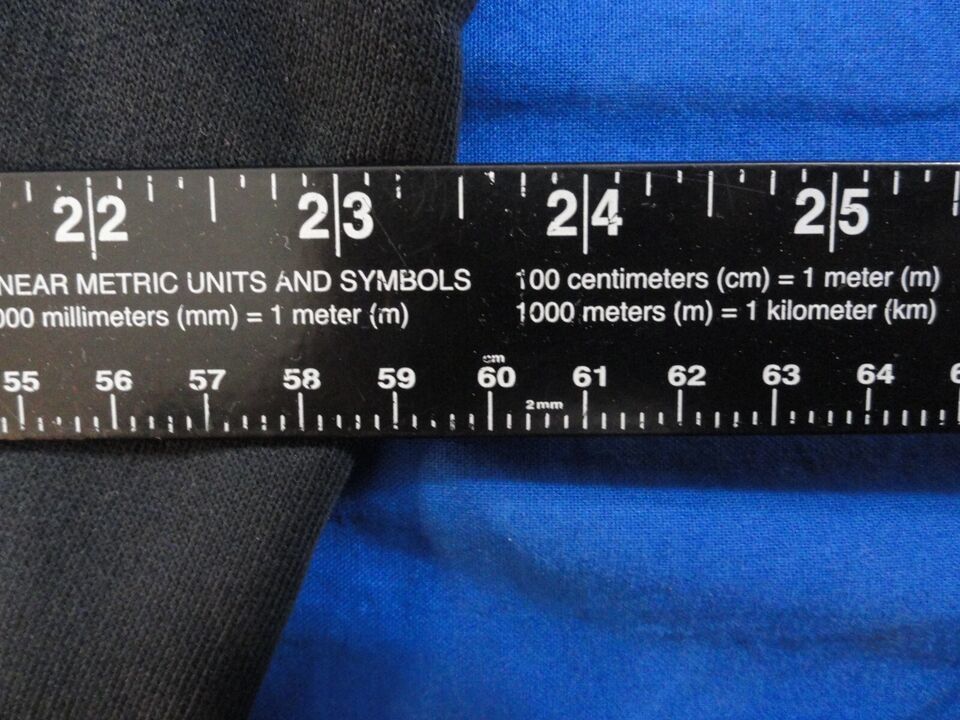 22 23 24 25
NEAR METRIC UNITS AND SYMBOLS
000 millimeters (mm) = 1 meter (m)
100 centimeters (cm) = 1 meter (m)
1000 meters (m) = 1 kilometer (km)
cm
55 56 57 58 59 60 61 62 63 64
2mm